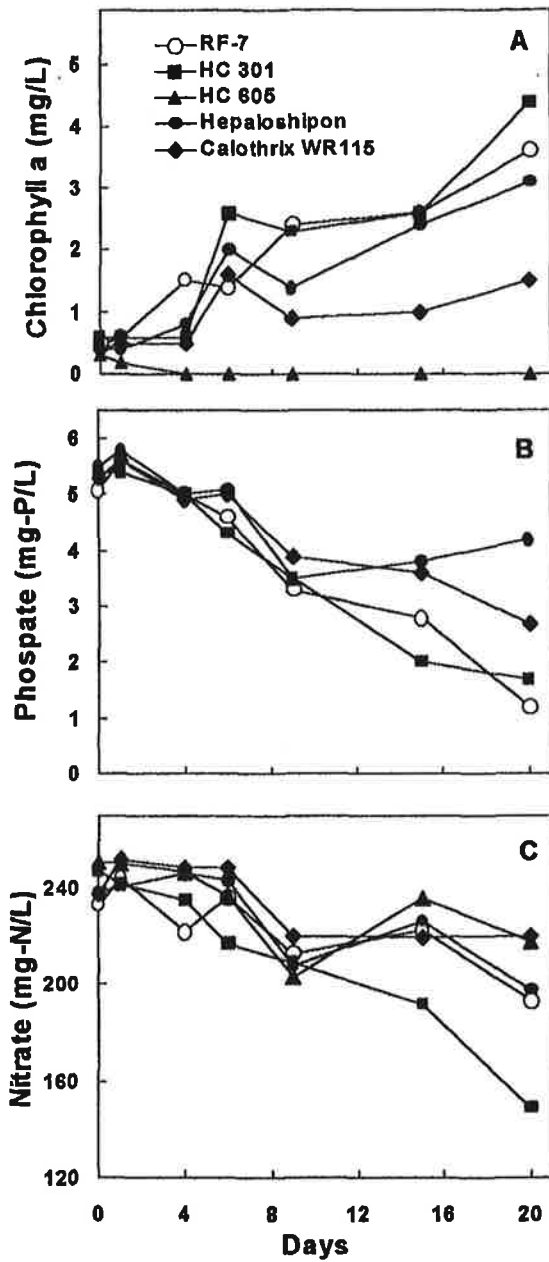 A
RF-7
HC 301
HC 605
Hepaloshipon
Calothrix WR115
Chlorophyll a (mg/L)
6
5
4
3
2
1
0
B
Phospate (mg-P/L)
6
5
4
3
2
1
0
C
Nitrate (mg-N/L)
240
200
160
120
0 4 8 12 16 20
Days